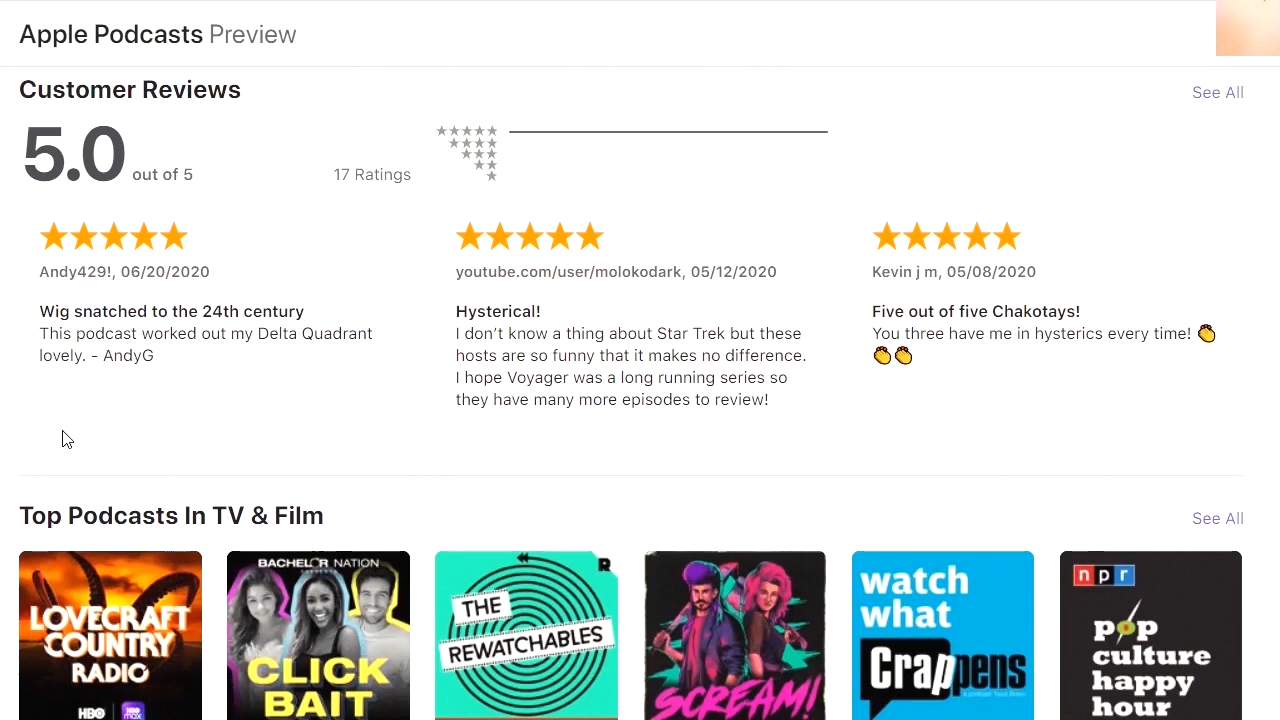 Apple Podcasts Preview
Customer Reviews
See All
5.0 out of 5
17 Ratings
Andy429!, 06/20/2020
Wig snatched to the 24th century
This podcast worked out my Delta Quadrant
lovely. - AndyG
youtube.com/user/molokodark, 05/12/2020
Hysterical!
I don’t know a thing about Star Trek but these
hosts are so funny that it makes no difference.
I hope Voyager was a long running series so
they have many more episodes to review!
Kevin j m, 05/08/2020
Five out of five Chakotays!
You three have me in hysterics every time! 👏
👏👏
Top Podcasts In TV & Film
See All
LOVECRAFT
COUNTRY
RADIO
HBO
HBO
max
BACHELOR NATION
PRESENTS
CLICK
BAIT
R
THE
REWATCHABLES
SCREAM!
watch
what
Crappens
npr
pop
culture
happy
hour